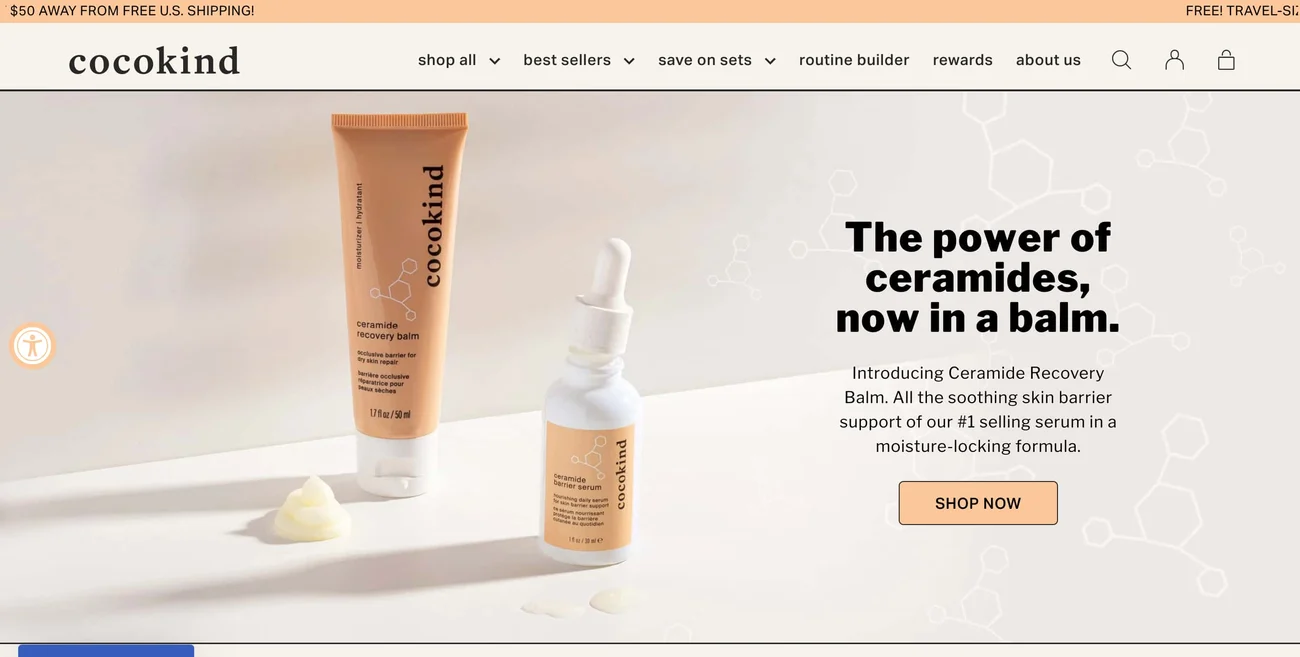 $50 AWAY FROM FREE U.S. SHIPPING!
FREE! TRAVEL-SIZ
cocokind
shop all
best sellers
save on sets
routine builder
rewards
about us
moisturizer | hydratant
cocokind
ceramide
recovery balm
occlusive barrier for
dry skin repair
barrière occlusive
réparatrice pour
peaux sèches
1.7 fl oz / 50 ml
cocokind
ceramide
barrier serum
nourishing daily serum
for skin barrier support
ce sérum nourrissant
protège la barrière
cutanée au quotidien
1 fl oz / 30 ml ℮
The power of
ceramides,
now in a balm.
Introducing Ceramide Recovery
Balm. All the soothing skin barrier
support of our #1 selling serum in a
moisture-locking formula.
SHOP NOW